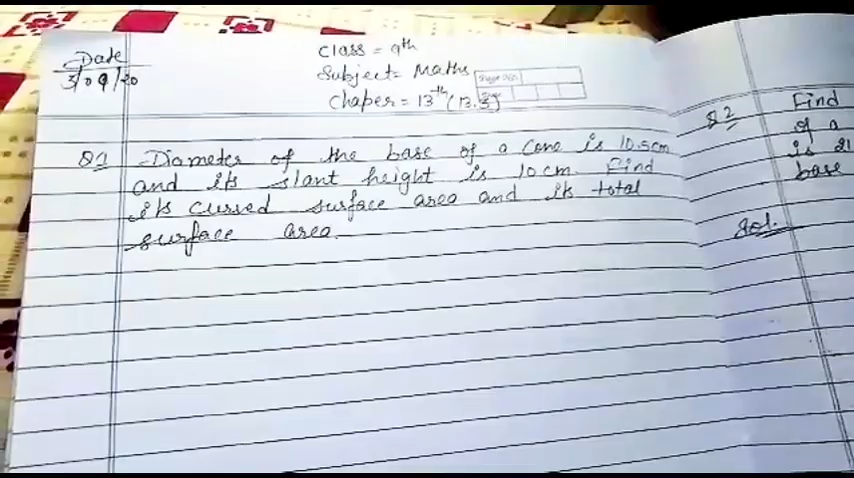 Date
3/09/20
Class = 9th
Subject = Maths
Chaper = 13th (13.3)
Q1 Diameter of the base of a cone is 10.5cm
and its slant height is 10cm. Find
its curved surface area and its total
surface area.
Q2 Find
of a
is 21
base
Sol.